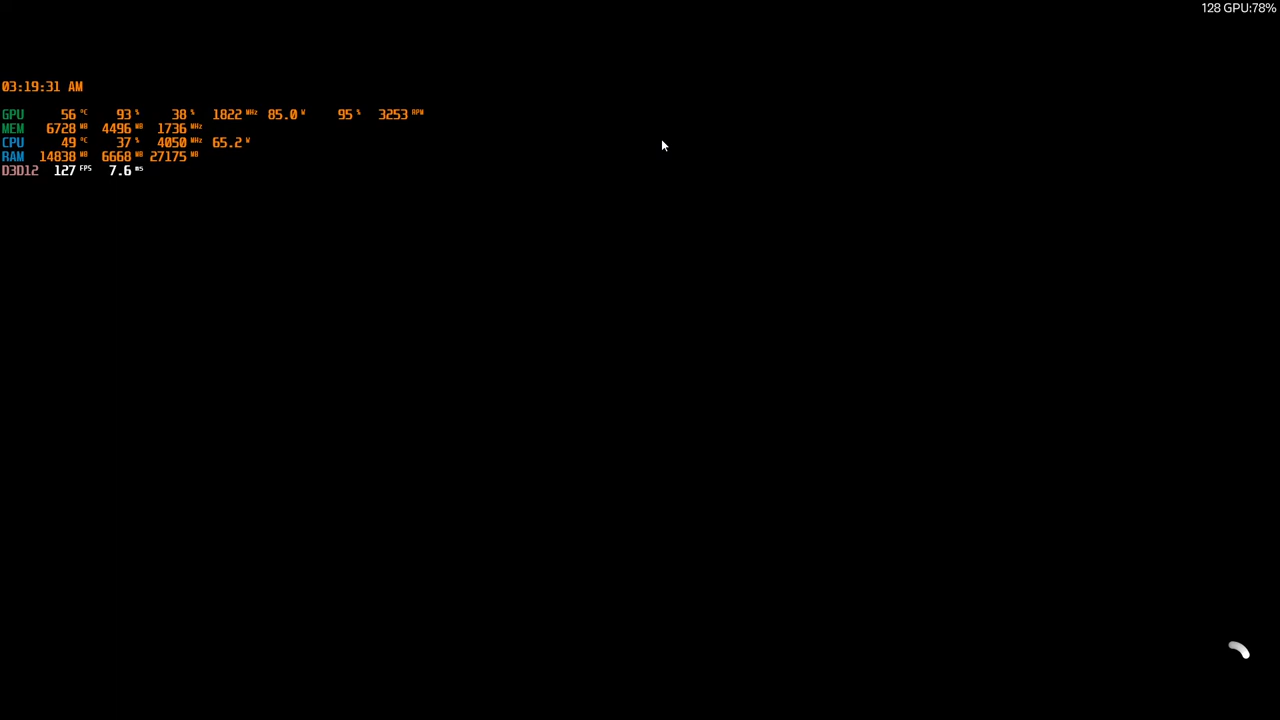 128 GPU:78%
03:19:31 AM
GPU 56 °C 93 % 38 % 1822 MHz 85.0 W 95 % 3253 RPM
MEM 6728 MB 4496 MB 1736 MHz
CPU 49 °C 37 % 4050 MHz 65.2 W
RAM 14838 MB 6668 MB 27175 MB
D3D12 127 FPS 7.6 ms